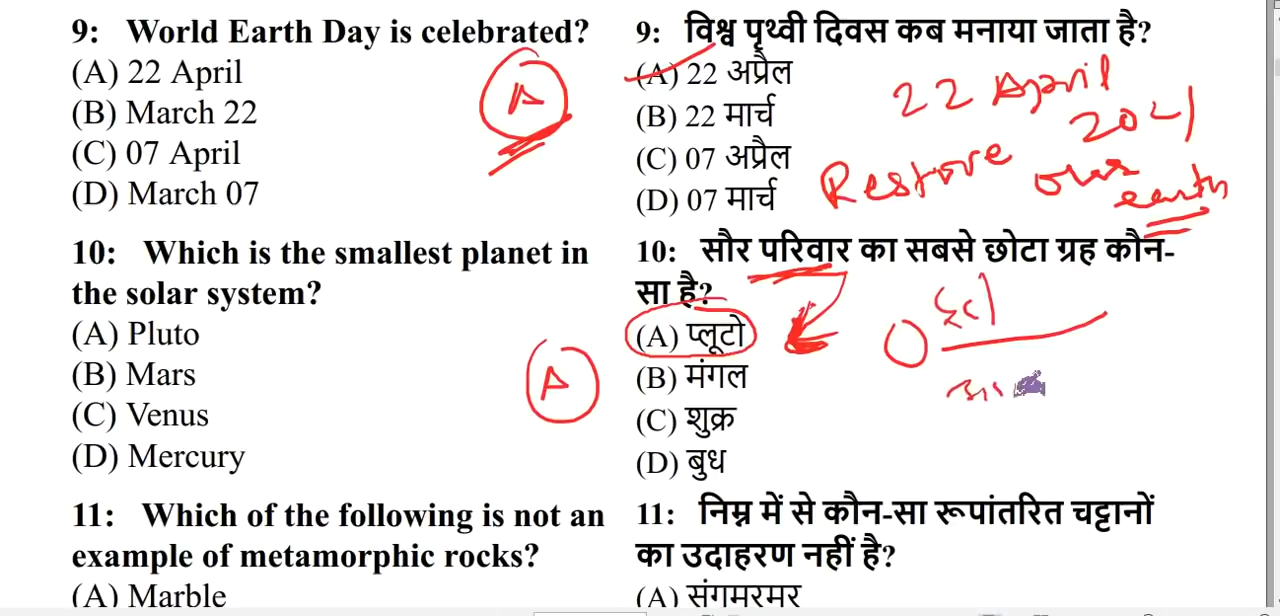 9: World Earth Day is celebrated?
(A) 22 April
(B) March 22
(C) 07 April
(D) March 07
A
10: Which is the smallest planet in
the solar system?
(A) Pluto
(B) Mars
(C) Venus
(D) Mercury
A
11: Which of the following is not an
example of metamorphic rocks?
(A) Marble
9: विश्व पृथ्वी दिवस कब मनाया जाता है?
(A) 22 अप्रैल
(B) 22 मार्च
(C) 07 अप्रैल
(D) 07 मार्च
22 April
2021
Restore our
earth
10: सौर परिवार का सबसे छोटा ग्रह कौन-
सा है?
(A) प्लूटो
(B) मंगल
(C) शुक्र
(D) बुध
11: निम्न में से कौन-सा रूपांतरित चट्टानों
का उदाहरण नहीं है?
(A) संगमरमर